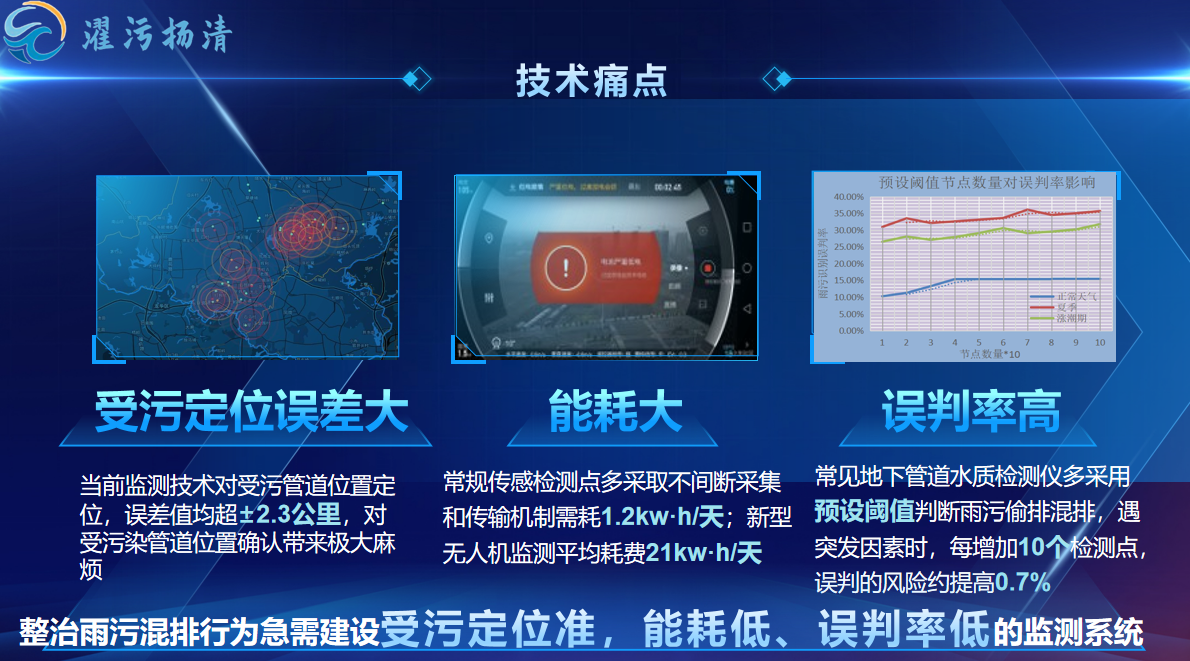 濯污扬清
技术痛点
预设阈值节点数量对误判率影响
40.00%
35.00%
30.00%
25.00%
20.00%
15.00%
10.00%
5.00%
0.00%
1 2 3 4 5 6 7 8 9 10
节点数量*10
正常天气
夏季
涨潮期
00:32:45
受污定位误差大
能耗大
误判率高
当前监测技术对受污管道位置定
位，误差值均超±2.3公里，对
受污染管道位置确认带来极大麻
烦
常规传感检测点多采取不间断采集
和传输机制需耗1.2kw·h/天；新型
无人机监测平均耗费21kw·h/天
常见地下管道水质检测仪多采用
预设阈值判断雨污偷排混排，遇
突发因素时，每增加10个检测点，
误判的风险约提高0.7%
整治雨污混排行为急需建设受污定位准，能耗低、误判率低的监测系统